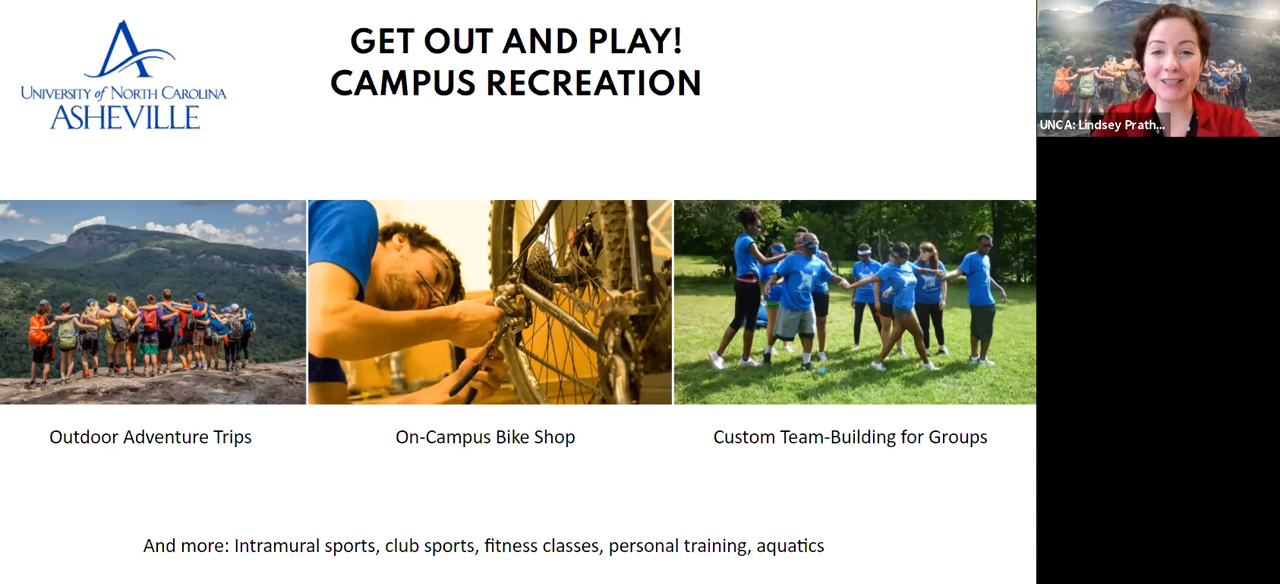 GET OUT AND PLAY!
CAMPUS RECREATION
UNIVERSITY of NORTH CAROLINA
ASHEVILLE
UNCA: Lindsey Prath...
Outdoor Adventure Trips
On-Campus Bike Shop
Custom Team-Building for Groups
And more: Intramural sports, club sports, fitness classes, personal training, aquatics